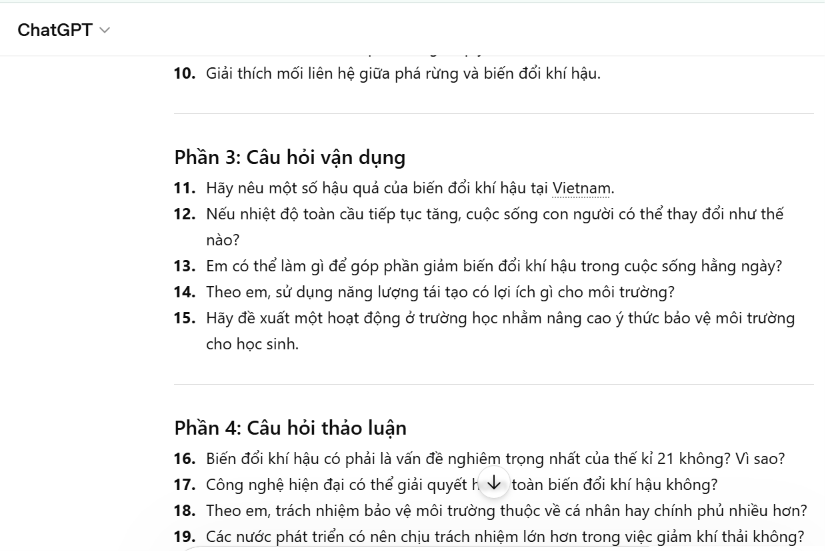 ChatGPT
10. Giải thích mối liên hệ giữa phá rừng và biến đổi khí hậu.
Phần 3: Câu hỏi vận dụng
11. Hãy nêu một số hậu quả của biến đổi khí hậu tại Vietnam.
12. Nếu nhiệt độ toàn cầu tiếp tục tăng, cuộc sống con người có thể thay đổi như thế
nào?
13. Em có thể làm gì để góp phần giảm biến đổi khí hậu trong cuộc sống hằng ngày?
14. Theo em, sử dụng năng lượng tái tạo có lợi ích gì cho môi trường?
15. Hãy đề xuất một hoạt động ở trường học nhằm nâng cao ý thức bảo vệ môi trường
cho học sinh.
Phần 4: Câu hỏi thảo luận
16. Biến đổi khí hậu có phải là vấn đề nghiêm trọng nhất của thế kỉ 21 không? Vì sao?
17. Công nghệ hiện đại có thể giải quyết toàn biến đổi khí hậu không?
18. Theo em, trách nhiệm bảo vệ môi trường thuộc về cá nhân hay chính phủ nhiều hơn?
19. Các nước phát triển có nên chịu trách nhiệm lớn hơn trong việc giảm khí thải không?